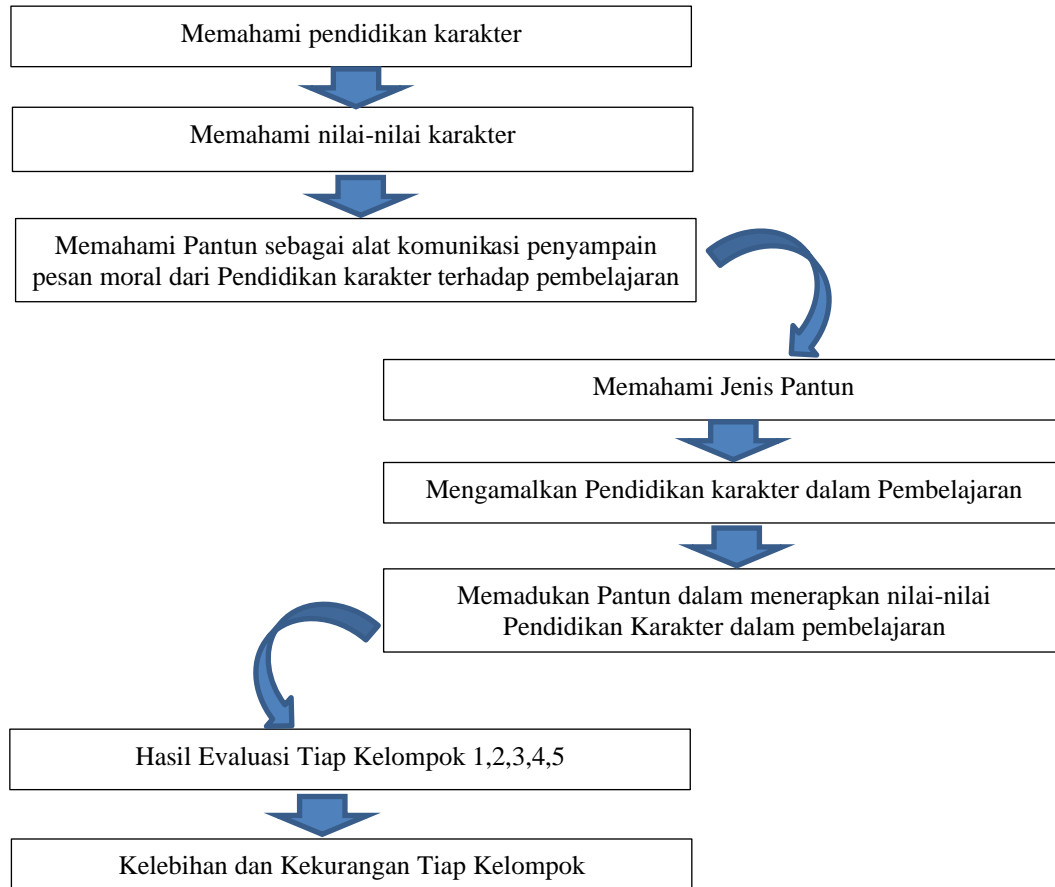 Memahami pendidikan karakter
Memahami nilai-nilai karakter
Memahami Pantun sebagai alat komunikasi penyampain
pesan moral dari Pendidikan karakter terhadap pembelajaran
Memahami Jenis Pantun
Mengamalkan Pendidikan karakter dalam Pembelajaran
Memadukan Pantun dalam menerapkan nilai-nilai
Pendidikan Karakter dalam pembelajaran
Hasil Evaluasi Tiap Kelompok 1,2,3,4,5
Kelebihan dan Kekurangan Tiap Kelompok